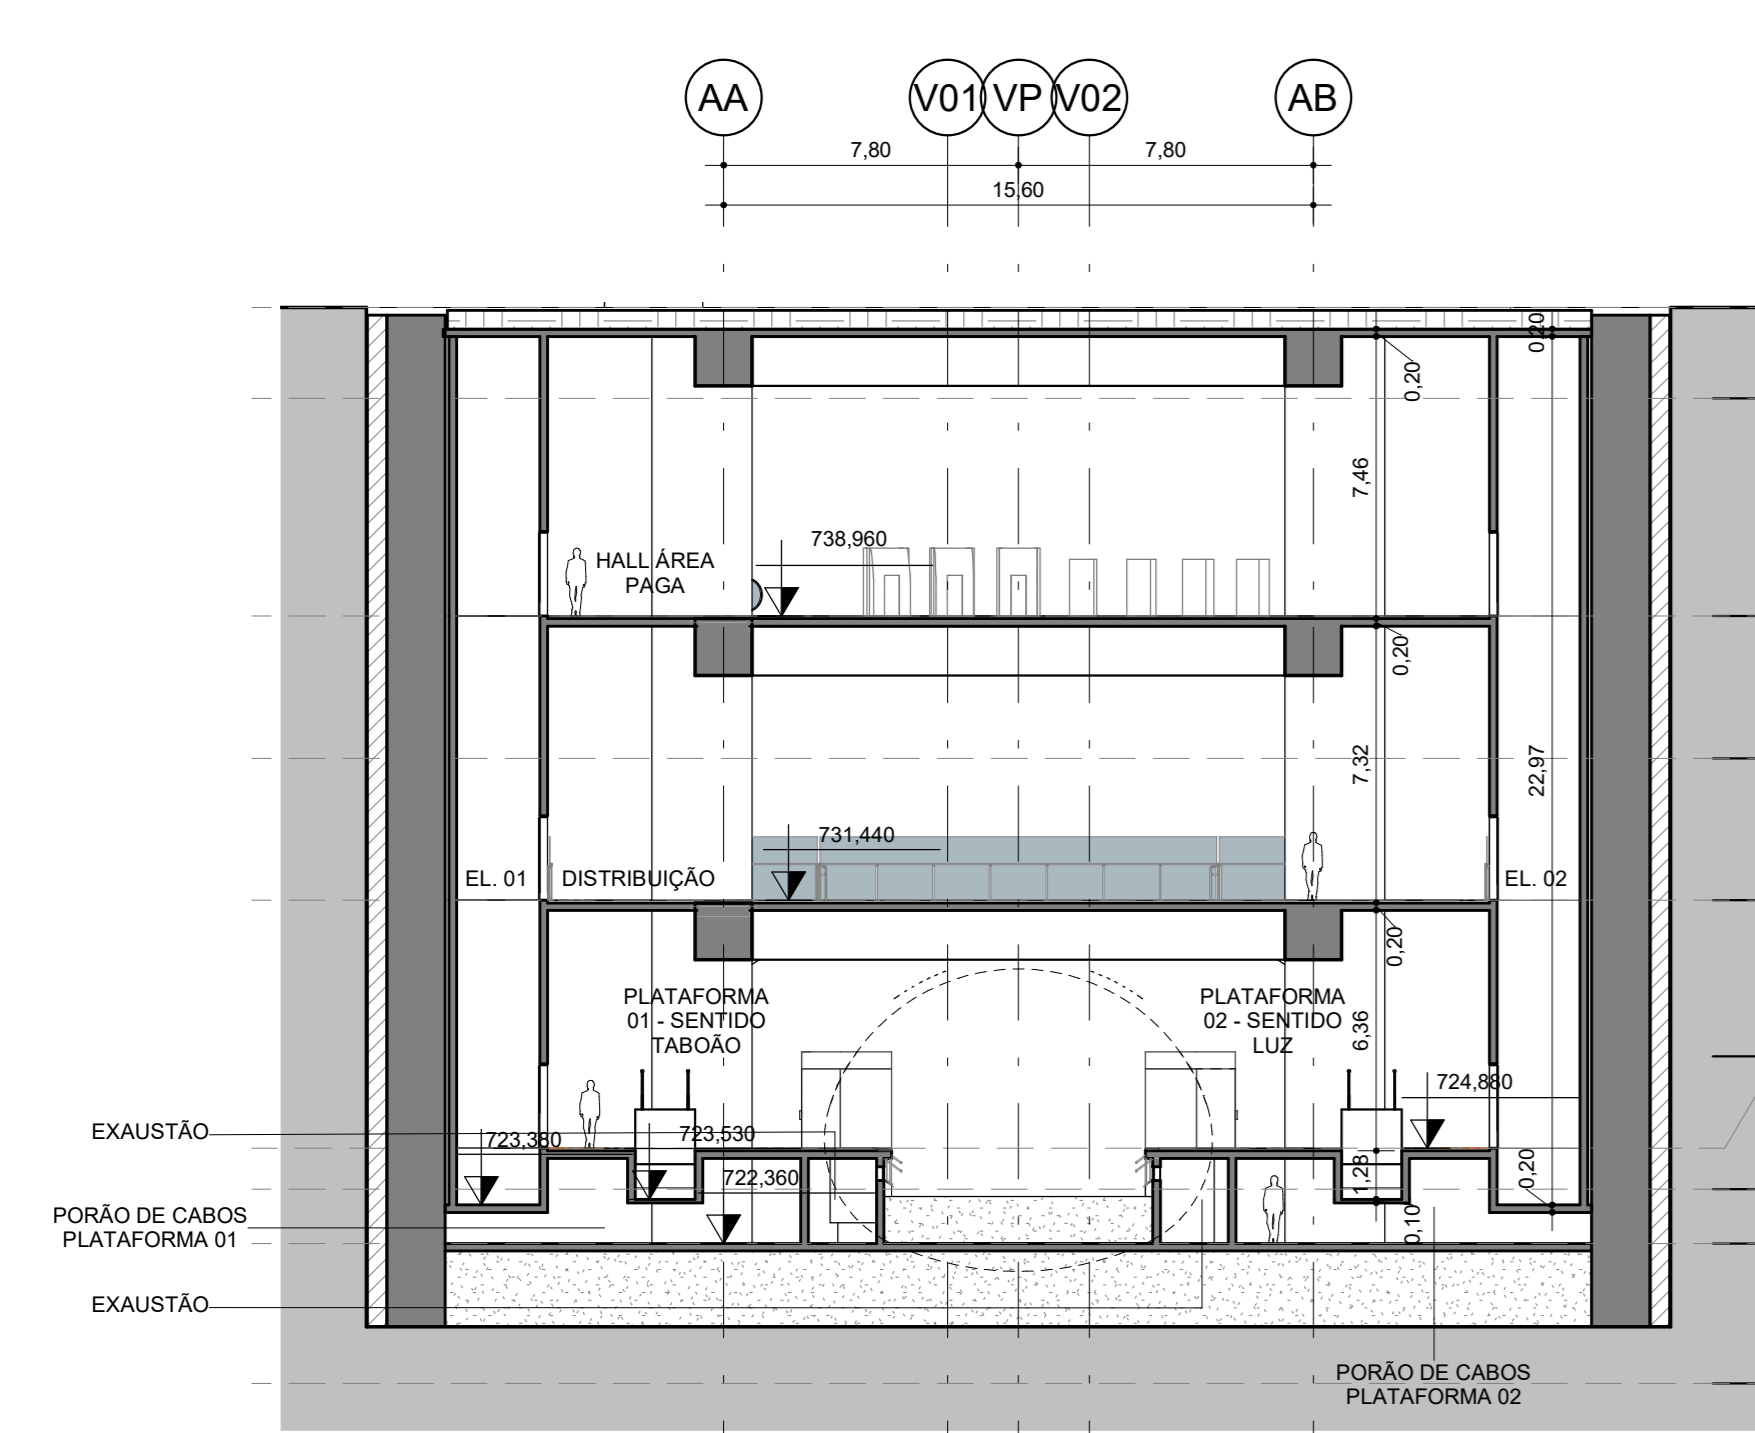 AA
V01
VP
V02
AB
7,80
7,80
15,60
0,20
0,20
7,46
738,960
HALL ÁREA
PAGA
0,20
7,32
22,97
731,440
EL. 01
DISTRIBUIÇÃO
EL. 02
0,20
PLATAFORMA
01 - SENTIDO
TABOÃO
PLATAFORMA
02 - SENTIDO
LUZ
6,36
724,880
EXAUSTÃO
723,380
723,530
722,360
1,28
0,20
0,10
PORÃO DE CABOS
PLATAFORMA 01
EXAUSTÃO
PORÃO DE CABOS
PLATAFORMA 02